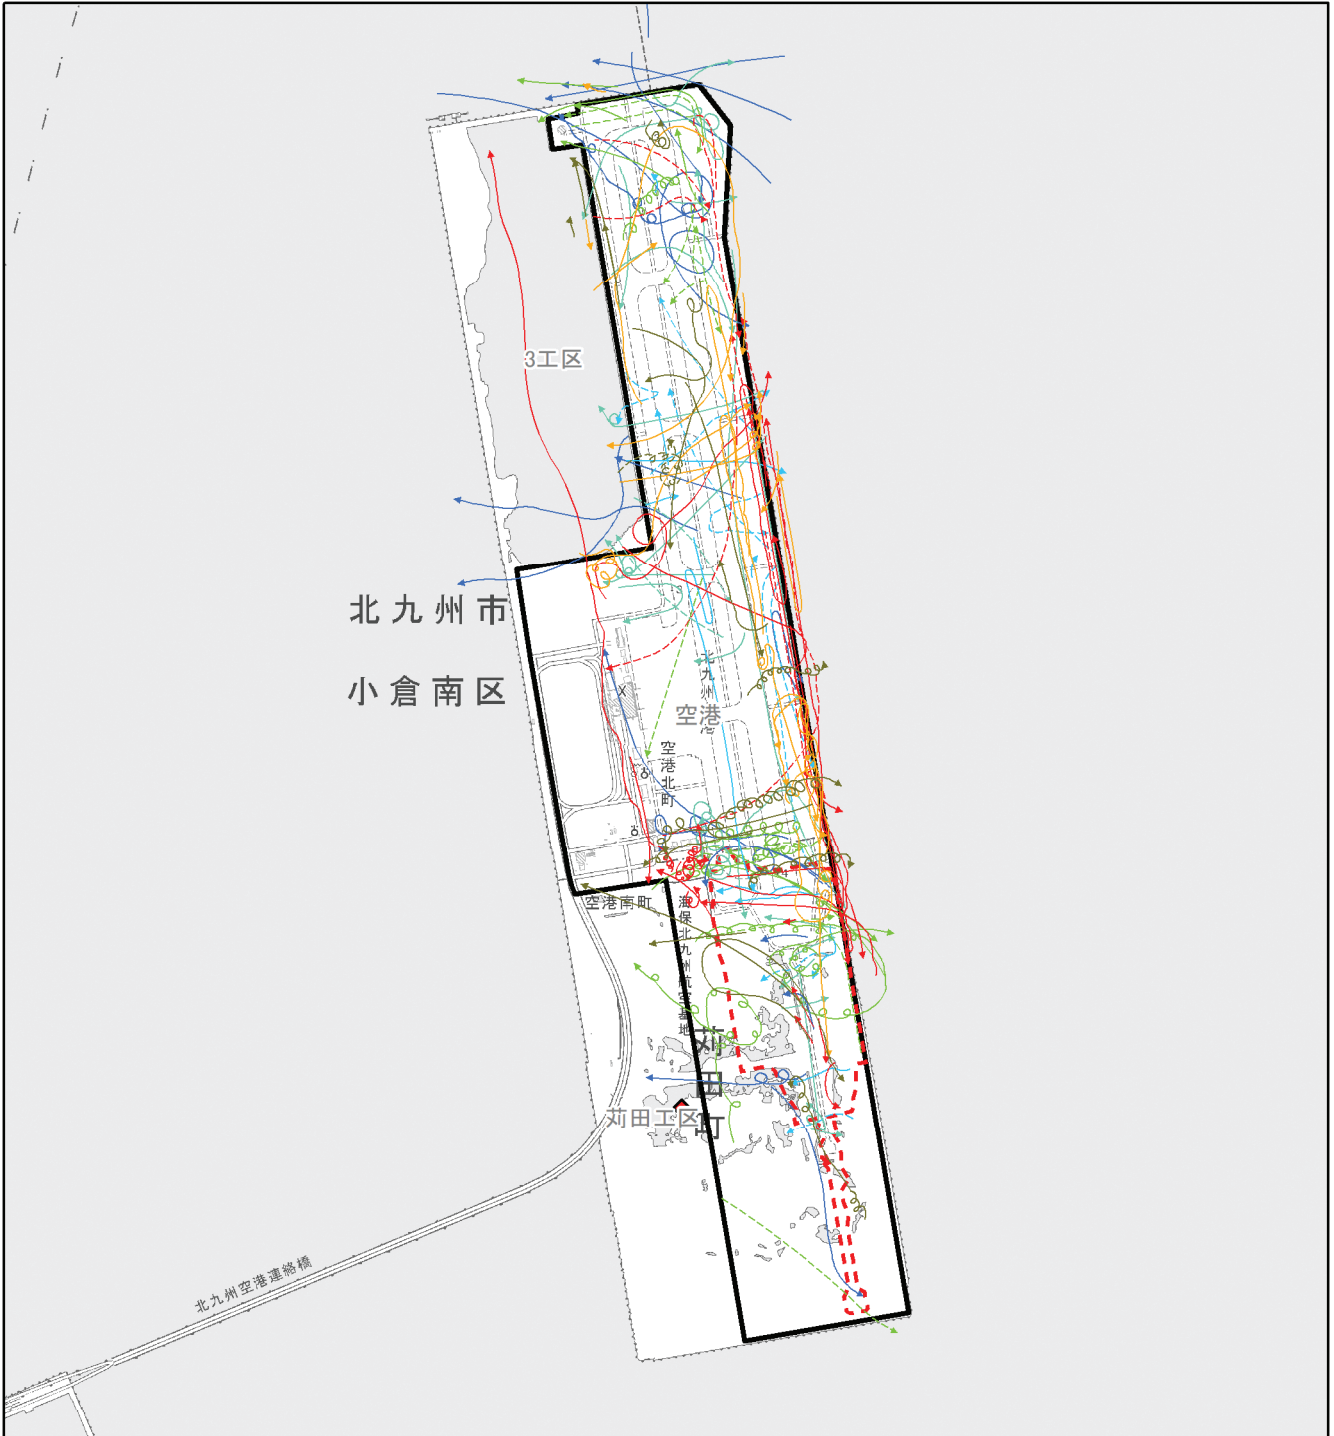 3工区
北九州市
小倉南区
北九州
空港
空港北町
空港南町
海保北九州航空基地
苅田町
苅田工区
北九州空港連絡橋